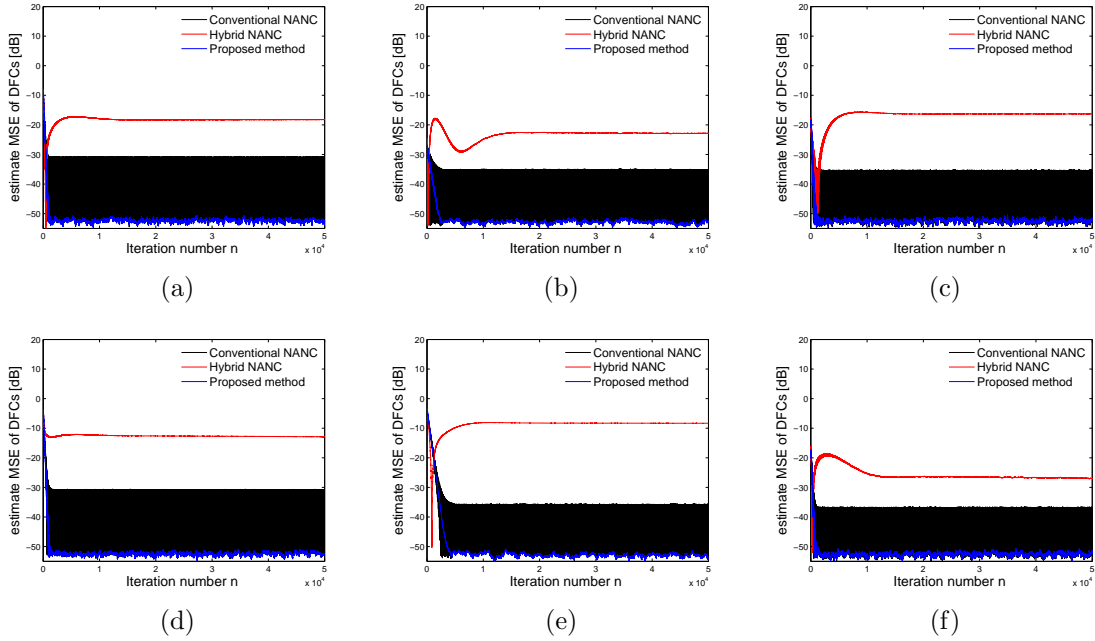 20
10
0
−10
−20
−30
−40
−50
estimate MSE of DFCs [dB]
Conventional NANC
Hybrid NANC
Proposed method
0 1 2 3 4 5
x 10^4
Iteration number n
(a)
20
10
0
−10
−20
−30
−40
−50
estimate MSE of DFCs [dB]
Conventional NANC
Hybrid NANC
Proposed method
0 1 2 3 4 5
x 10^4
Iteration number n
(b)
20
10
0
−10
−20
−30
−40
−50
estimate MSE of DFCs [dB]
Conventional NANC
Hybrid NANC
Proposed method
0 1 2 3 4 5
x 10^4
Iteration number n
(c)
20
10
0
−10
−20
−30
−40
−50
estimate MSE of DFCs [dB]
Conventional NANC
Hybrid NANC
Proposed method
0 1 2 3 4 5
x 10^4
Iteration number n
(d)
20
10
0
−10
−20
−30
−40
−50
estimate MSE of DFCs [dB]
Conventional NANC
Hybrid NANC
Proposed method
0 1 2 3 4 5
x 10^4
Iteration number n
(e)
20
10
0
−10
−20
−30
−40
−50
estimate MSE of DFCs [dB]
Conventional NANC
Hybrid NANC
Proposed method
0 1 2 3 4 5
x 10^4
Iteration number n
(f)